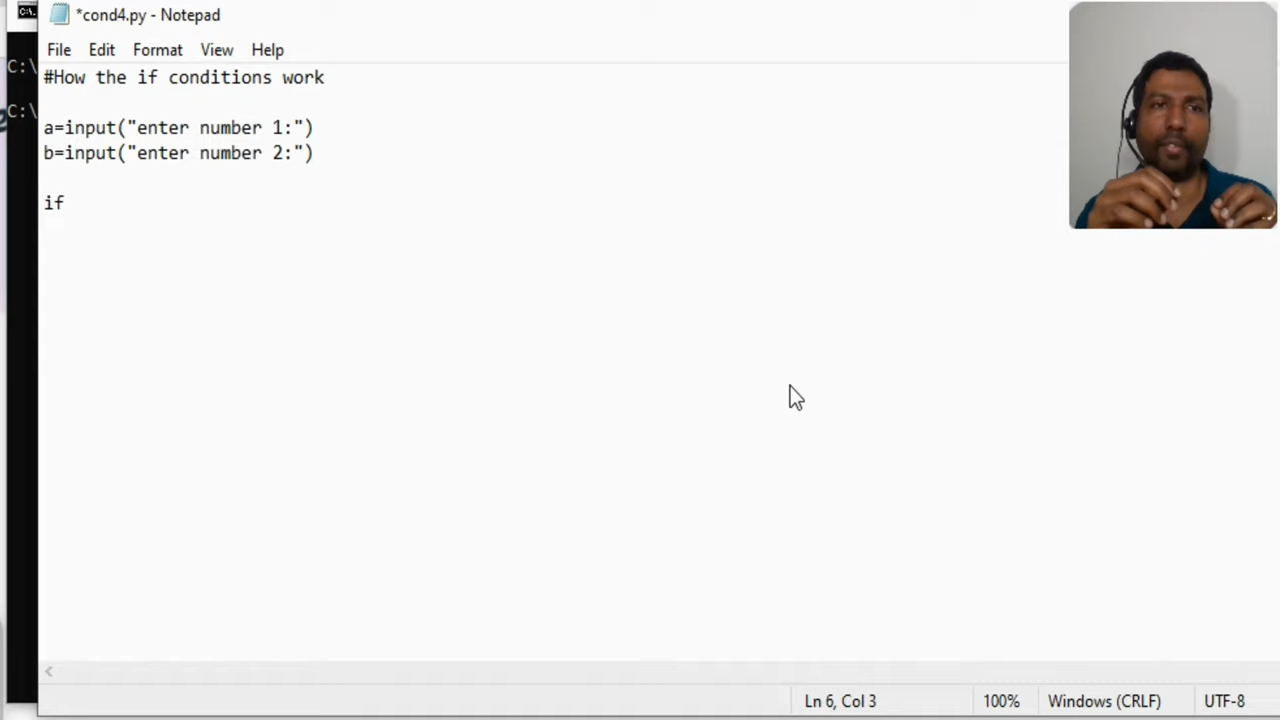 *cond4.py - Notepad
File Edit Format View Help
#How the if conditions work
a=input("enter number 1:")
b=input("enter number 2:")
if
C:\
C:\
Ln 6, Col 3 100% Windows (CRLF) UTF-8